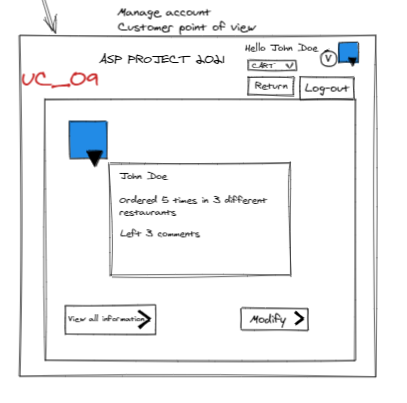 Manage account
Customer point of view
Hello John Doe
V
ASP PROJECT 2021
CART V
UC_09
Return
Log-out
John Doe
Ordered 5 times in 3 different
restaurants
Left 3 comments
View all information
Modify